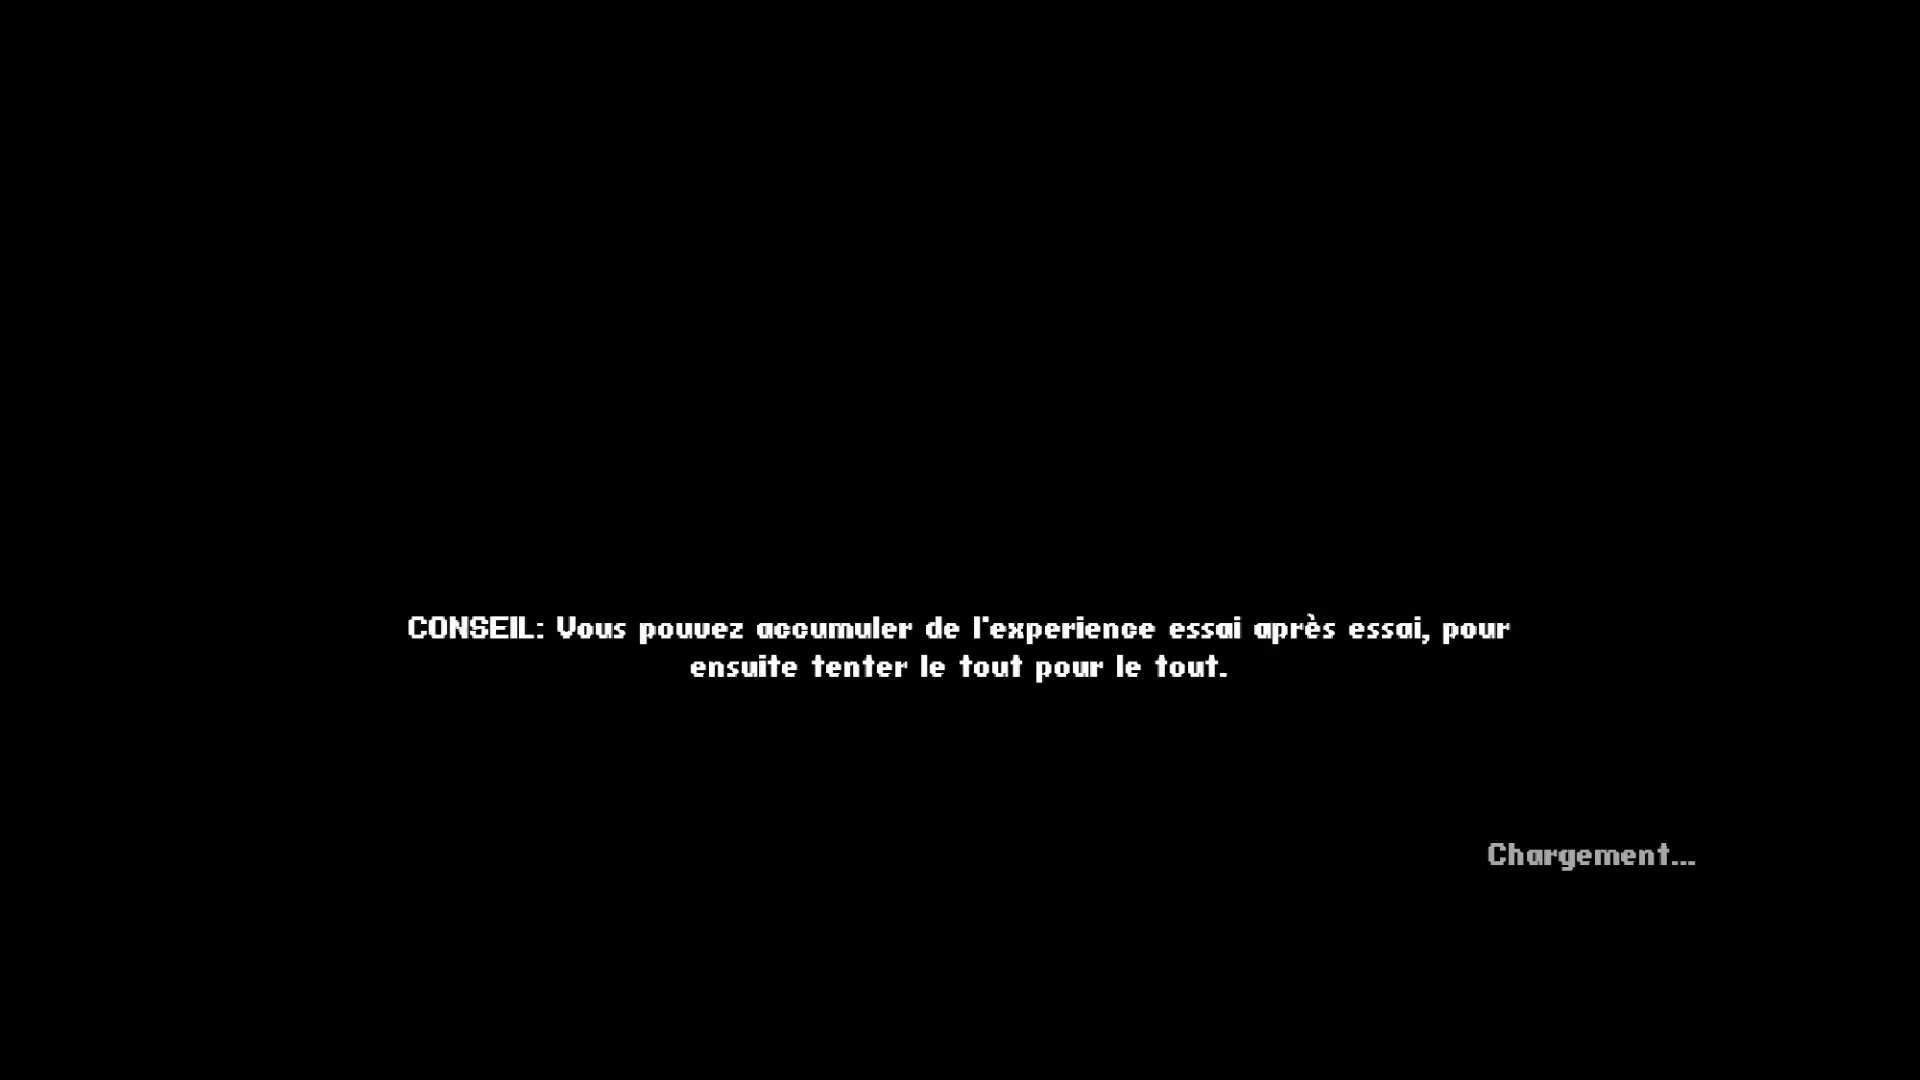 CONSEIL: Vous pouvez accumuler de l'experience essai après essai, pour
ensuite tenter le tout pour le tout.
Chargement...